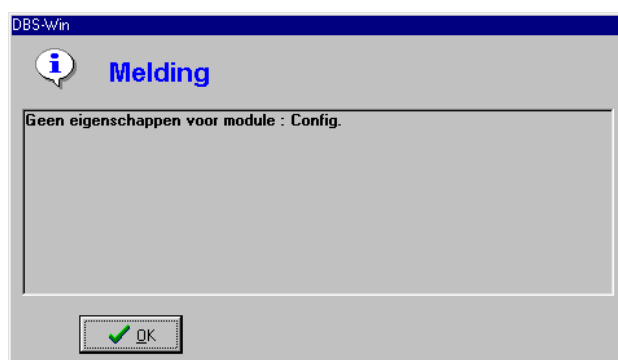 DBS-Win
Melding
Geen eigenschappen voor module : Config.
OK